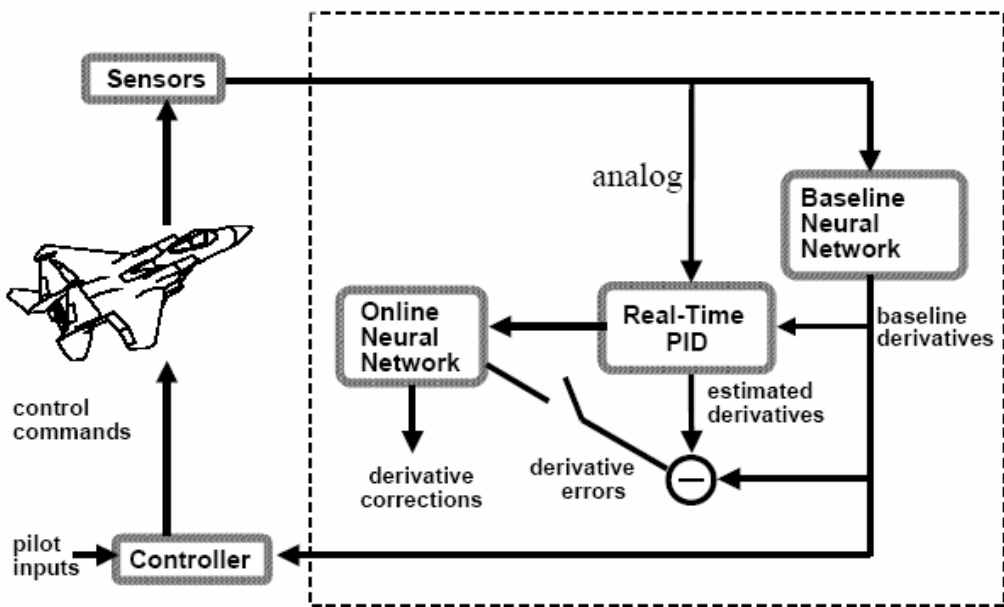 Sensors
analog
Baseline
Neural
Network
Online
Neural
Network
Real-Time
PID
baseline
derivatives
estimated
derivatives
control
commands
derivative
corrections
derivative
errors
pilot
inputs
Controller